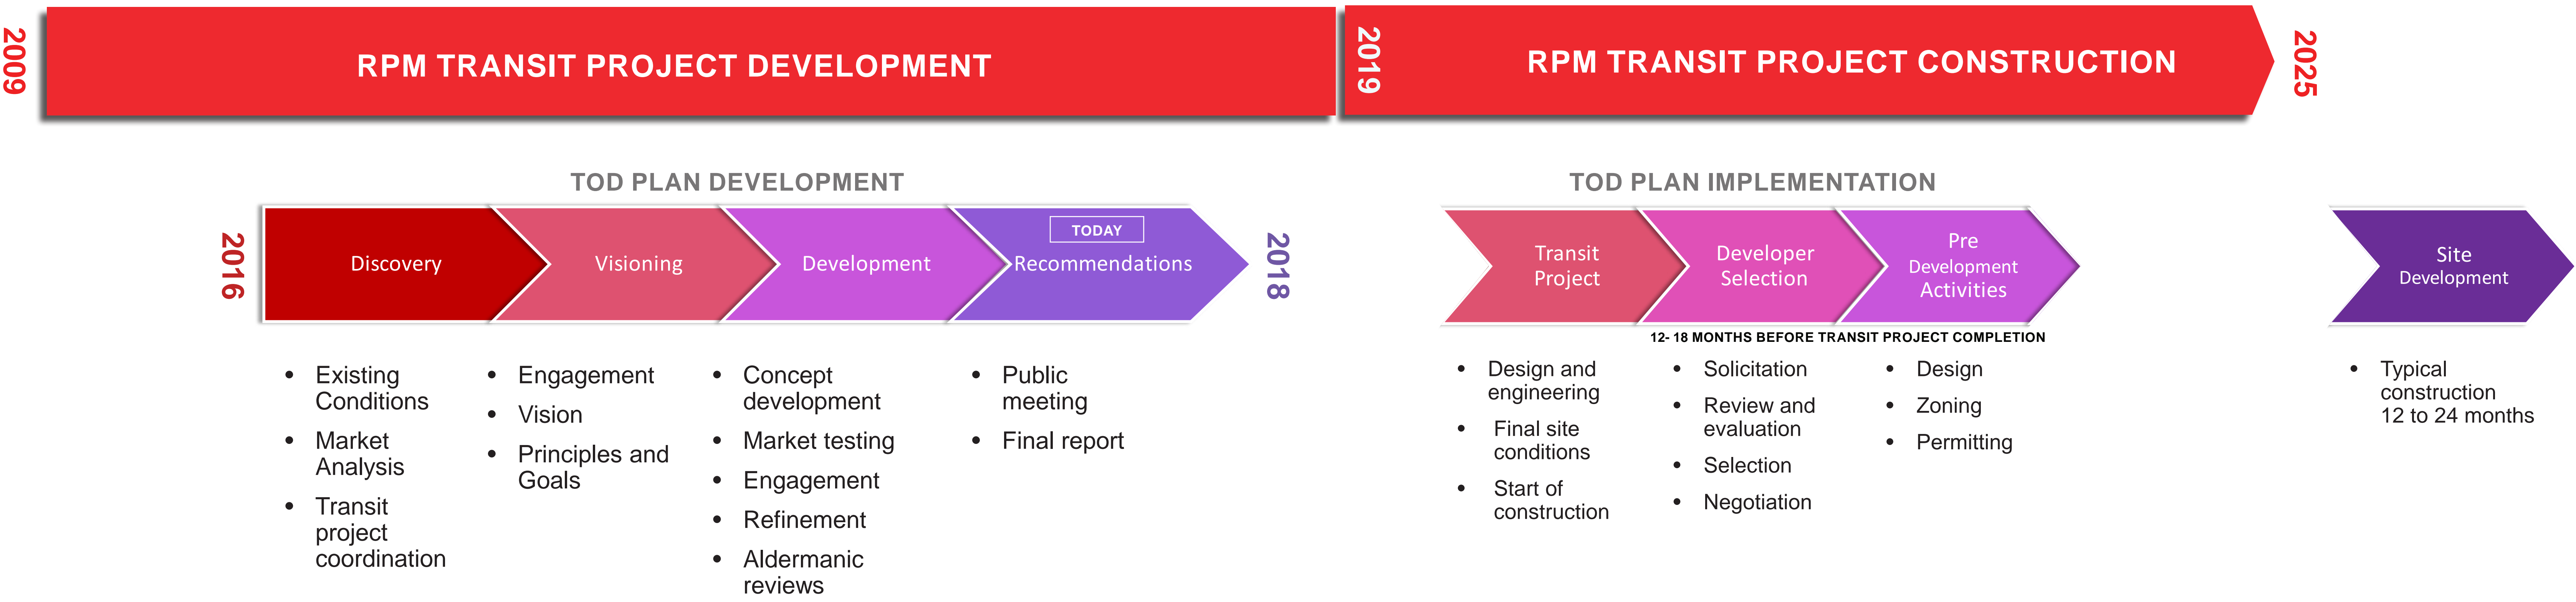 2009
RPM TRANSIT PROJECT DEVELOPMENT
2019
RPM TRANSIT PROJECT CONSTRUCTION
2025
TOD PLAN DEVELOPMENT
2016
Discovery
Visioning
Development
TODAY
Recommendations
2018
• Existing
Conditions
• Market
Analysis
• Transit
project
coordination
• Engagement
• Vision
• Principles and
Goals
• Concept
development
• Market testing
• Engagement
• Refinement
• Aldermanic
reviews
• Public
meeting
• Final report
TOD PLAN IMPLEMENTATION
Transit
Project
Developer
Selection
Pre
Development
Activities
Site
Development
12- 18 MONTHS BEFORE TRANSIT PROJECT COMPLETION
• Design and
engineering
• Final site
conditions
• Start of
construction
• Solicitation
• Review and
evaluation
• Selection
• Negotiation
• Design
• Zoning
• Permitting
• Typical
construction
12 to 24 months